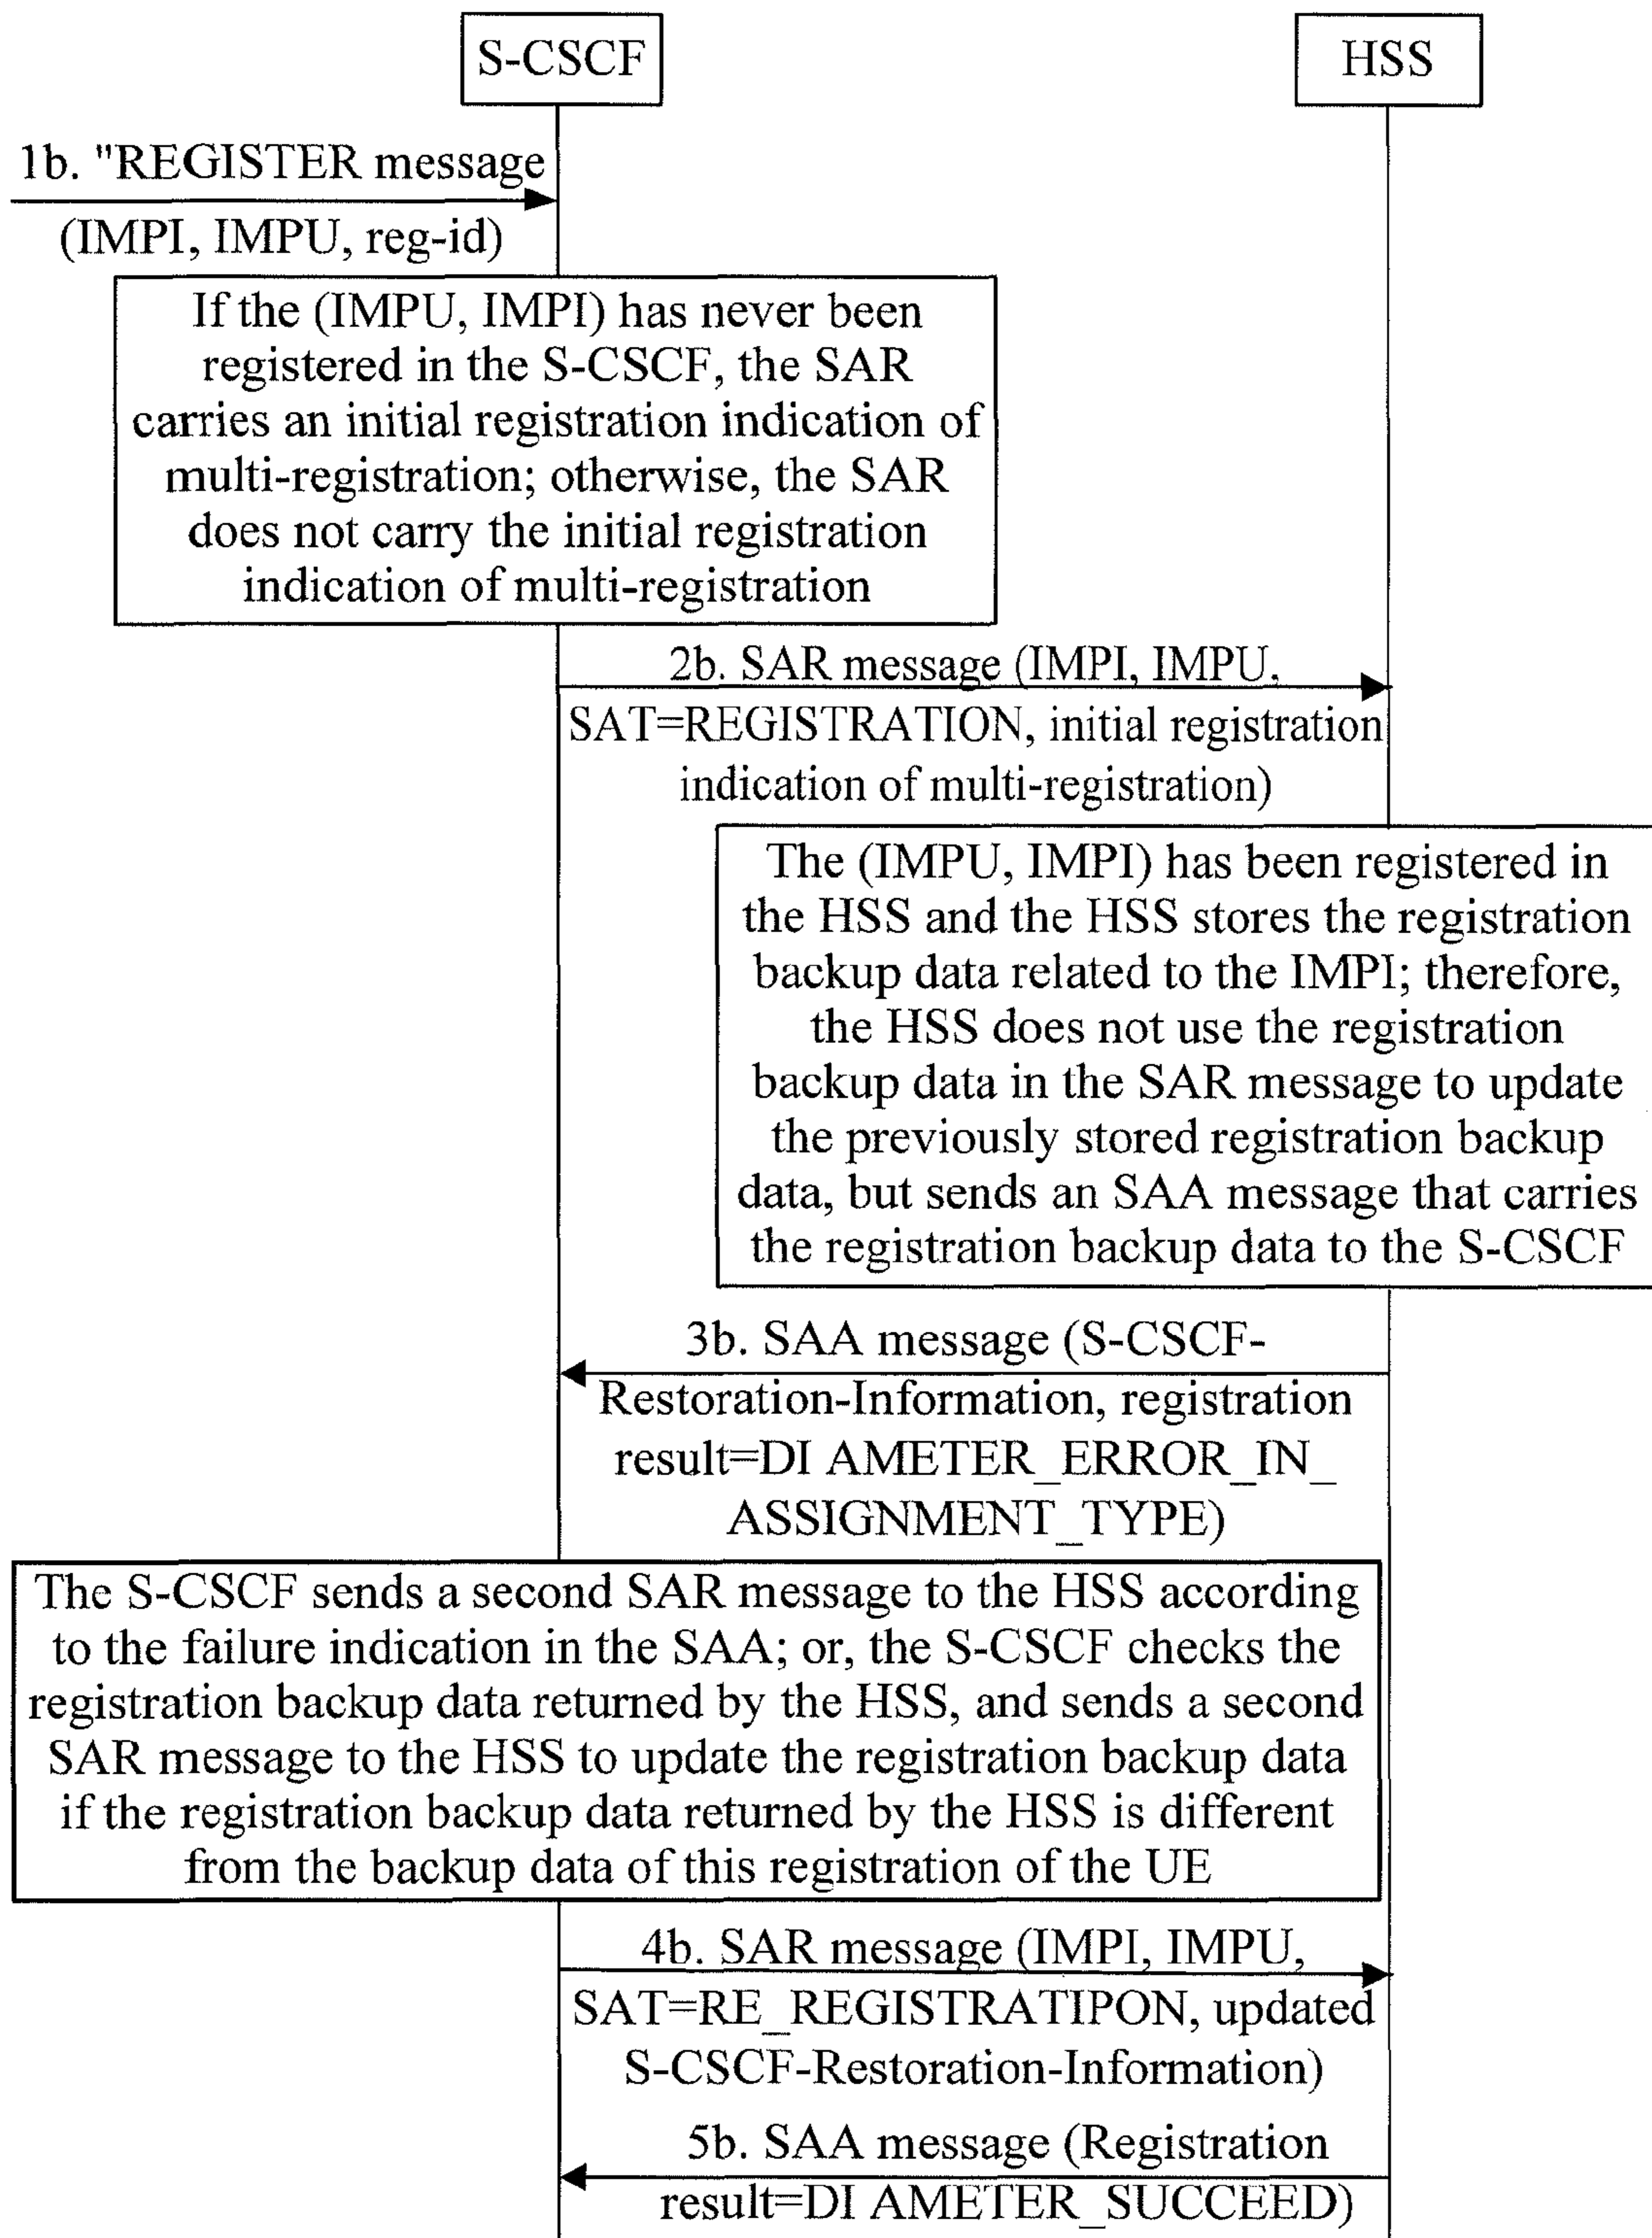 S-CSCF
HSS
1b. "REGISTER message
(IMPI, IMPU, reg-id)
If the (IMPU, IMPI) has never been
registered in the S-CSCF, the SAR
carries an initial registration indication of
multi-registration; otherwise, the SAR
does not carry the initial registration
indication of multi-registration
2b. SAR message (IMPI, IMPU,
SAT=REGISTRATION, initial registration
indication of multi-registration)
The (IMPU, IMPI) has been registered in
the HSS and the HSS stores the registration
backup data related to the IMPI; therefore,
the HSS does not use the registration
backup data in the SAR message to update
the previously stored registration backup
data, but sends an SAA message that carries
the registration backup data to the S-CSCF
3b. SAA message (S-CSCF-
Restoration-Information, registration
result=DI AMETER_ERROR_IN_
ASSIGNMENT_TYPE)
The S-CSCF sends a second SAR message to the HSS according
to the failure indication in the SAA; or, the S-CSCF checks the
registration backup data returned by the HSS, and sends a second
SAR message to the HSS to update the registration backup data
if the registration backup data returned by the HSS is different
from the backup data of this registration of the UE
4b. SAR message (IMPI, IMPU,
SAT=RE_REGISTRATIPON, updated
S-CSCF-Restoration-Information)
5b. SAA message (Registration
result=DI AMETER_SUCCEED)